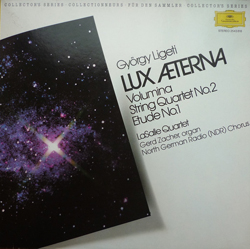 COLLECTORS SERIES · COLLECTIONNEURS · FÜR DEN SAMMLER · COLLECTORS SERIES
György Ligeti
LUX ÆTERNA
Volumina
String Quartet No.2
Etude No.1
LaSalle Quartet
Gerd Zacher, organ
North German Radio (NDR) Chorus